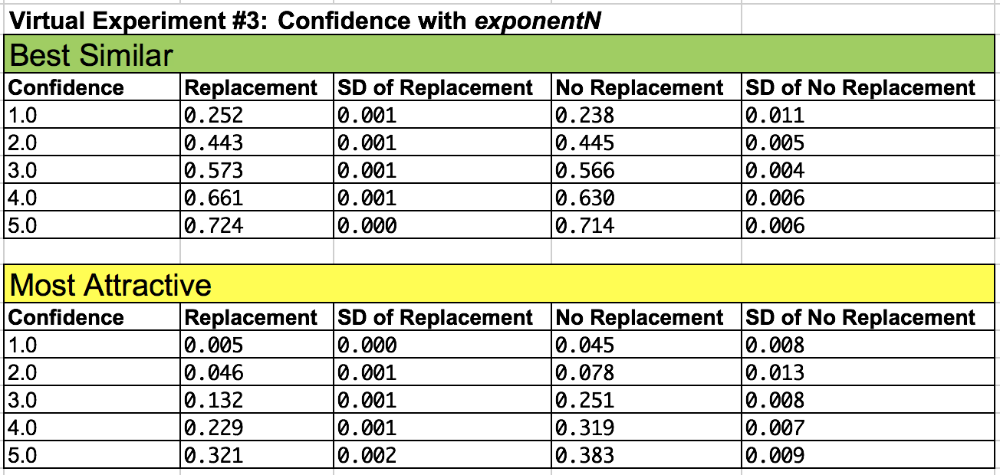 Virtual Experiment #3: Confidence with exponentN
Best Similar
Confidence Replacement SD of Replacement No Replacement SD of No Replacement
1.0 0.252 0.001 0.238 0.011
2.0 0.443 0.001 0.445 0.005
3.0 0.573 0.001 0.566 0.004
4.0 0.661 0.001 0.630 0.006
5.0 0.724 0.000 0.714 0.006
Most Attractive
Confidence Replacement SD of Replacement No Replacement SD of No Replacement
1.0 0.005 0.000 0.045 0.008
2.0 0.046 0.001 0.078 0.013
3.0 0.132 0.001 0.251 0.008
4.0 0.229 0.001 0.319 0.007
5.0 0.321 0.002 0.383 0.009